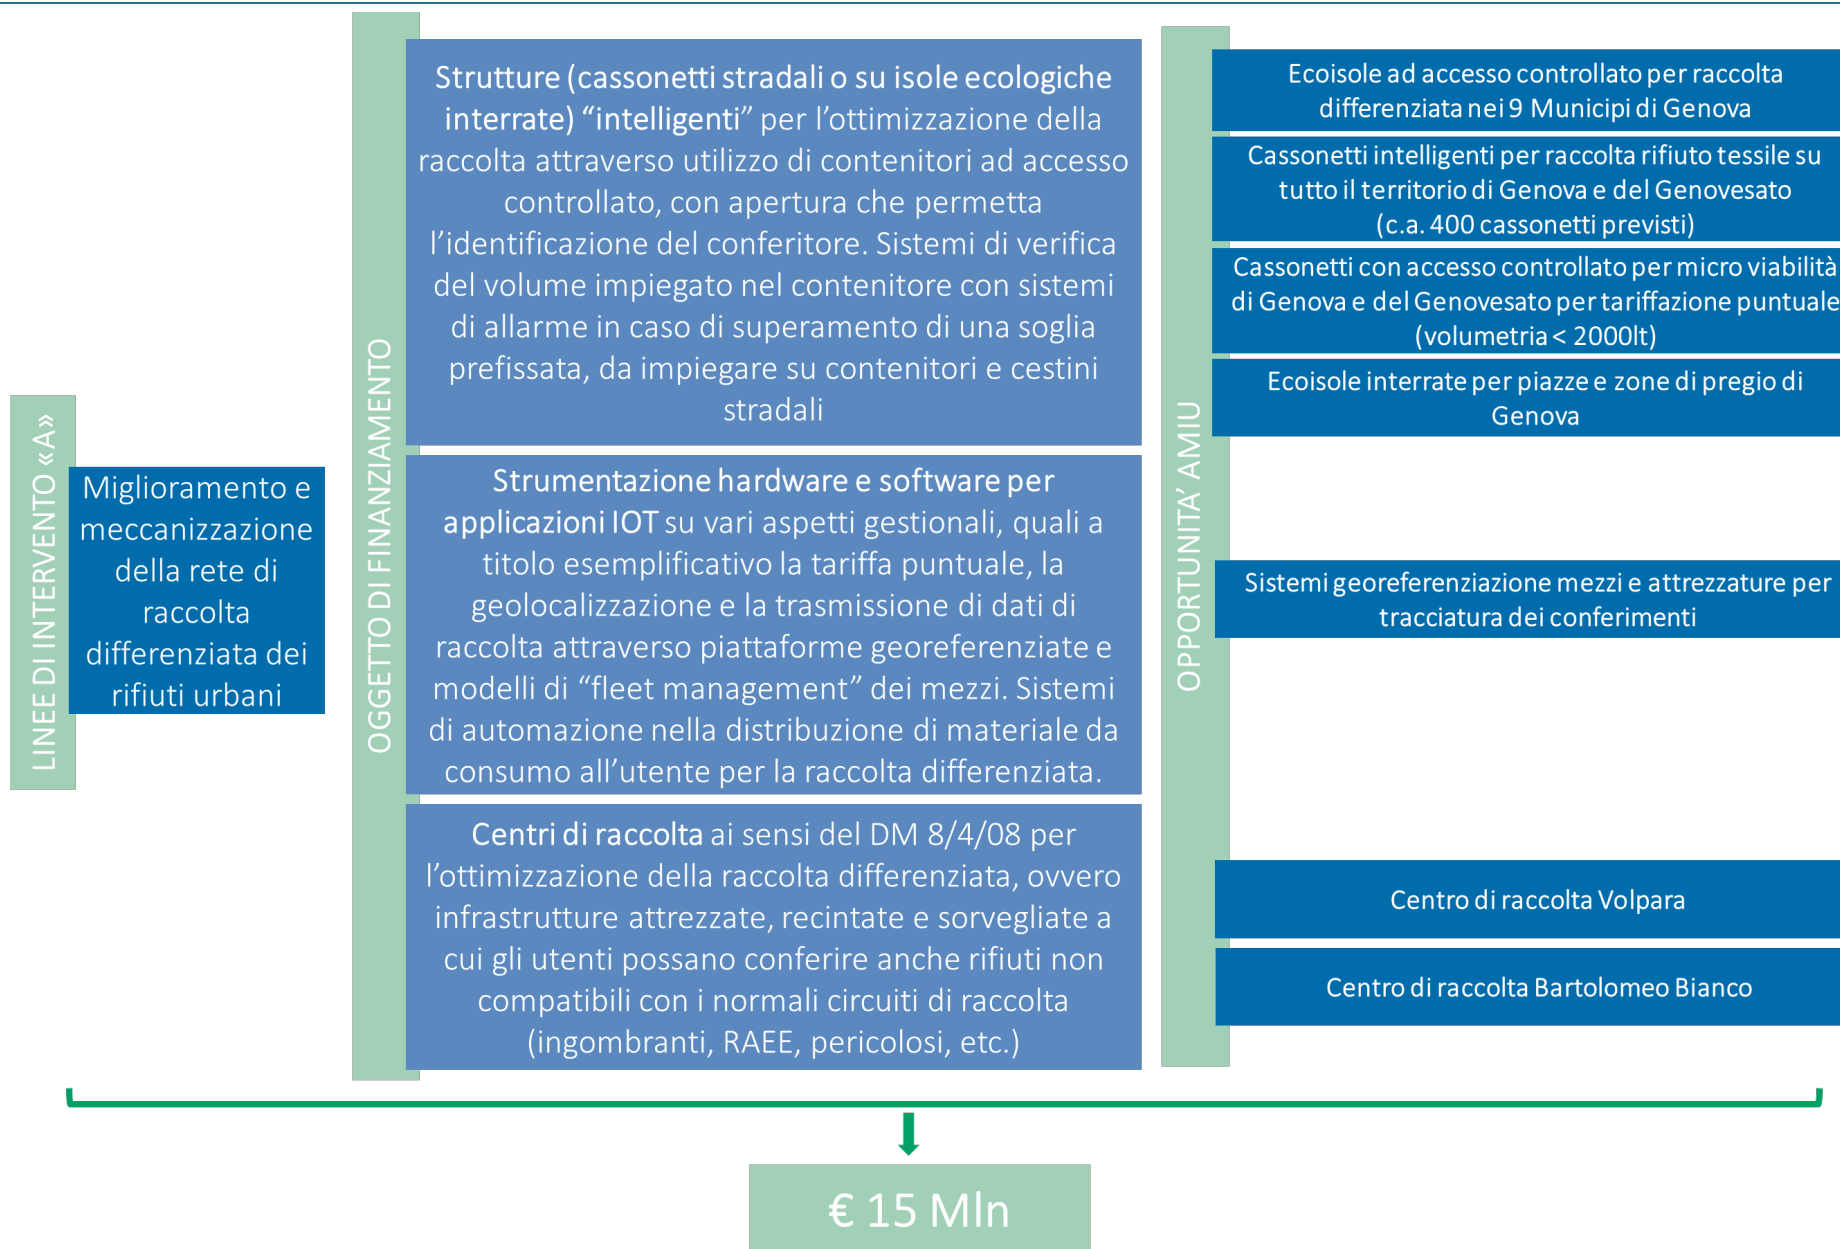 LINEE DI INTERVENTO «A»
Miglioramento e
meccanizzazione
della rete di
raccolta
differenziata dei
rifiuti urbani
OGGETTO DI FINANZIAMENTO
Strutture (cassonetti stradali o su isole ecologiche
interrate) “intelligenti” per l’ottimizzazione della
raccolta attraverso utilizzo di contenitori ad accesso
controllato, con apertura che permetta
l’identificazione del conferitore. Sistemi di verifica
del volume impiegato nel contenitore con sistemi
di allarme in caso di superamento di una soglia
prefissata, da impiegare su contenitori e cestini
stradali
Strumentazione hardware e software per
applicazioni IOT su vari aspetti gestionali, quali a
titolo esemplificativo la tariffa puntuale, la
geolocalizzazione e la trasmissione di dati di
raccolta attraverso piattaforme georeferenziate e
modelli di “fleet management” dei mezzi. Sistemi
di automazione nella distribuzione di materiale da
consumo all’utente per la raccolta differenziata.
Centri di raccolta ai sensi del DM 8/4/08 per
l’ottimizzazione della raccolta differenziata, ovvero
infrastrutture attrezzate, recintate e sorvegliate a
cui gli utenti possano conferire anche rifiuti non
compatibili con i normali circuiti di raccolta
(ingombranti, RAEE, pericolosi, etc.)
OPPORTUNITA’ AMIU
Ecoisole ad accesso controllato per raccolta
differenziata nei 9 Municipi di Genova
Cassonetti intelligenti per raccolta rifiuto tessile su
tutto il territorio di Genova e del Genovesato
(c.a. 400 cassonetti previsti)
Cassonetti con accesso controllato per micro viabilità
di Genova e del Genovesato per tariffazione puntuale
(volumetria < 2000lt)
Ecoisole interrate per piazze e zone di pregio di
Genova
Sistemi georeferenziazione mezzi e attrezzature per
tracciatura dei conferimenti
Centro di raccolta Volpara
Centro di raccolta Bartolomeo Bianco
€ 15 Mln